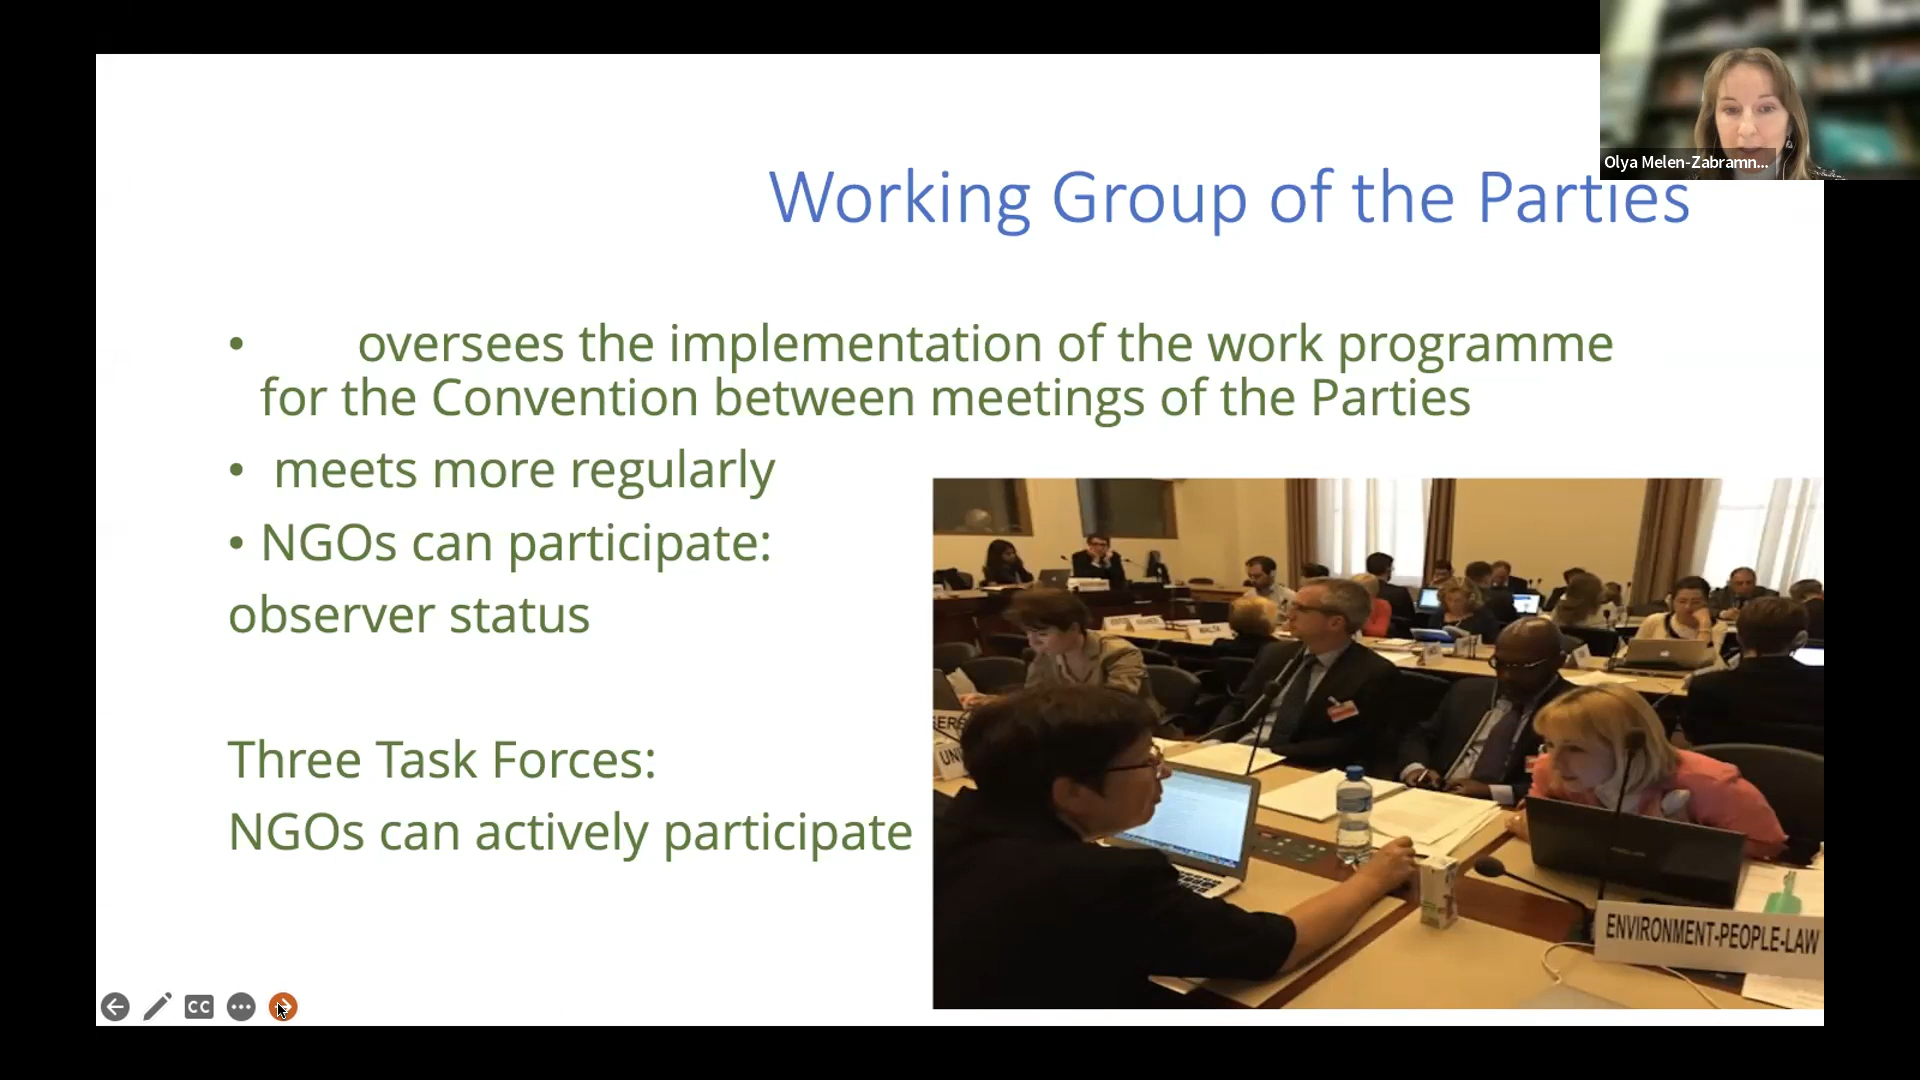 Olya Melen-Zabramn...
Working Group of the Parties
• oversees the implementation of the work programme
for the Convention between meetings of the Parties
• meets more regularly
• NGOs can participate:
observer status
Three Task Forces:
NGOs can actively participate
ENVIRONMENT-PEOPLE-LAW
CC